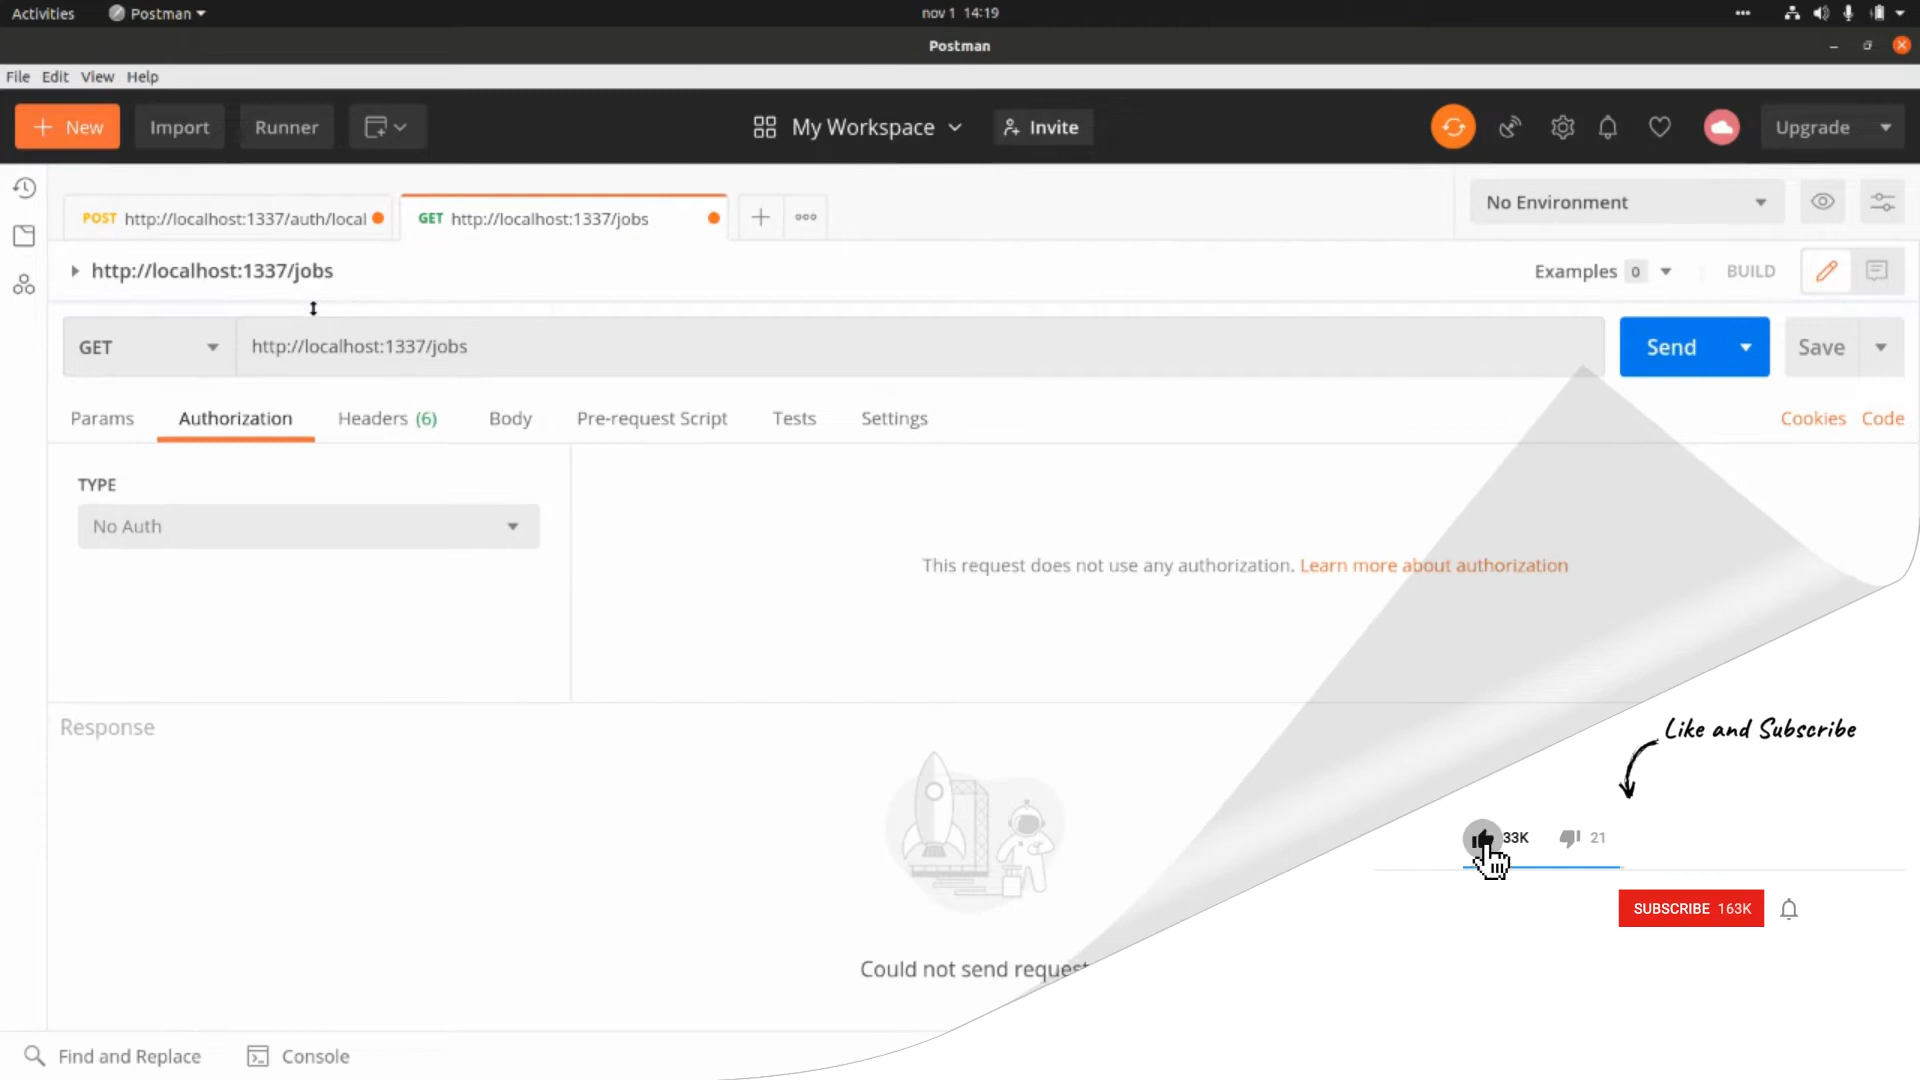 Activities Postman nov 1 14:19
Postman
File Edit View Help
+ New Import Runner My Workspace Invite Upgrade
POST http://localhost:1337/auth/local GET http://localhost:1337/jobs No Environment
http://localhost:1337/jobs Examples 0 BUILD
GET http://localhost:1337/jobs Send Save
Params Authorization Headers (6) Body Pre-request Script Tests Settings Cookies Code
TYPE
No Auth
This request does not use any authorization. Learn more about authorization
Response
Like and Subscribe
33K 21
SUBSCRIBE 163K
Could not send request
Find and Replace Console